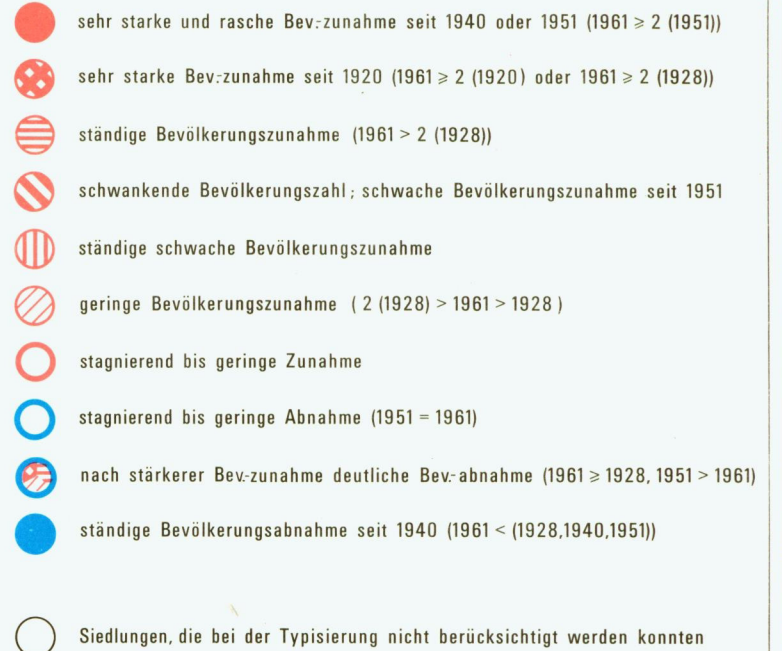 sehr starke und rasche Bev.-zunahme seit 1940 oder 1951 (1961 ≥ 2 (1951))
sehr starke Bev.-zunahme seit 1920 (1961 ≥ 2 (1920) oder 1961 ≥ 2 (1928))
ständige Bevölkerungszunahme (1961 > 2 (1928))
schwankende Bevölkerungszahl; schwache Bevölkerungszunahme seit 1951
ständige schwache Bevölkerungszunahme
geringe Bevölkerungszunahme ( 2 (1928) > 1961 > 1928 )
stagnierend bis geringe Zunahme
stagnierend bis geringe Abnahme (1951 = 1961)
nach stärkerer Bev.-zunahme deutliche Bev.-abnahme (1961 ≥ 1928, 1951 > 1961)
ständige Bevölkerungsabnahme seit 1940 (1961 < (1928,1940,1951))
Siedlungen, die bei der Typisierung nicht berücksichtigt werden konnten